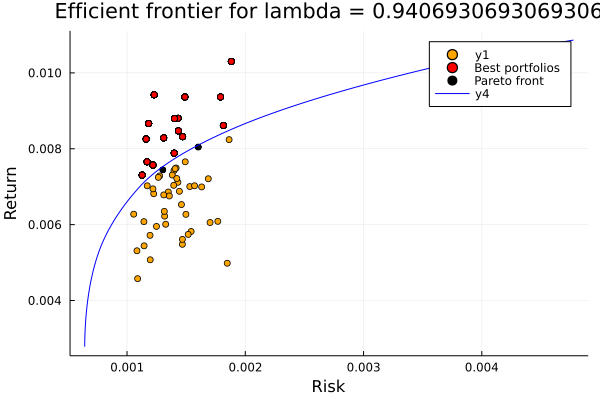 Efficient frontier for lambda = 0.9406930693069306
y1
Best portfolios
Pareto front
y4
0.010
0.008
0.006
0.004
Return
0.001
0.002
0.003
0.004
Risk